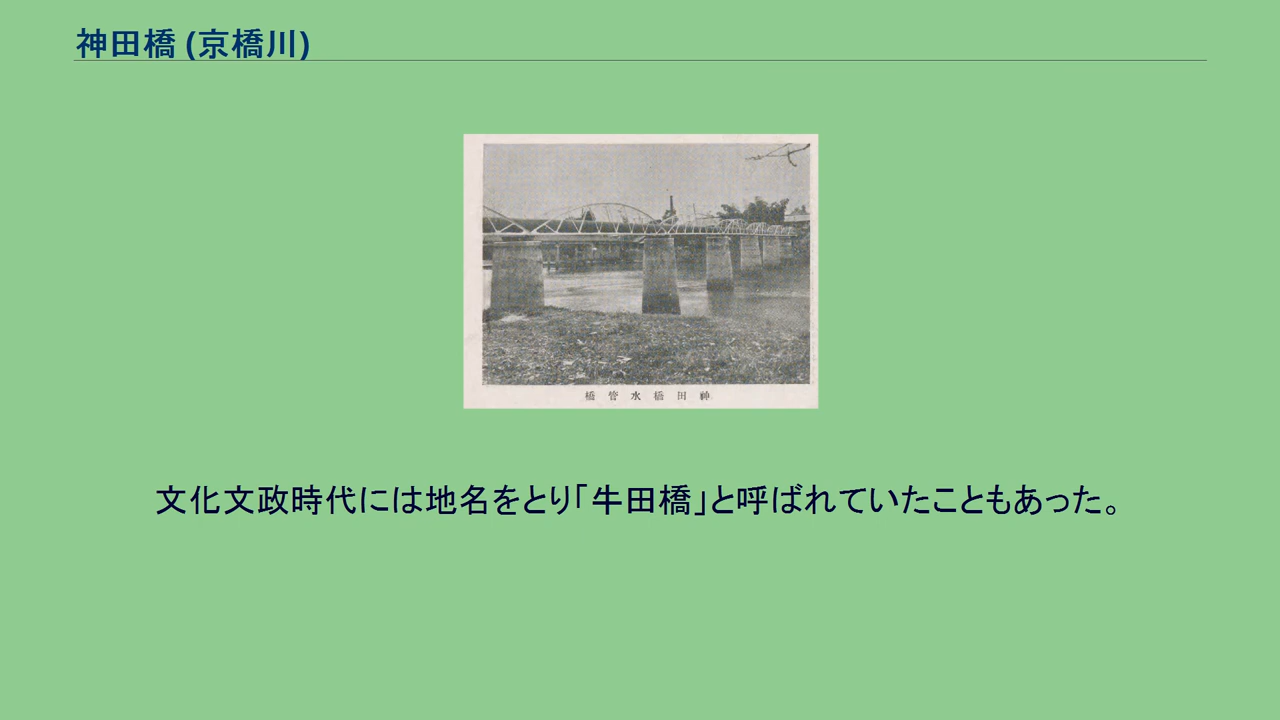 神田橋 (京橋川)
神田橋水管橋
文化文政時代には地名をとり「牛田橋」と呼ばれていたこともあった。